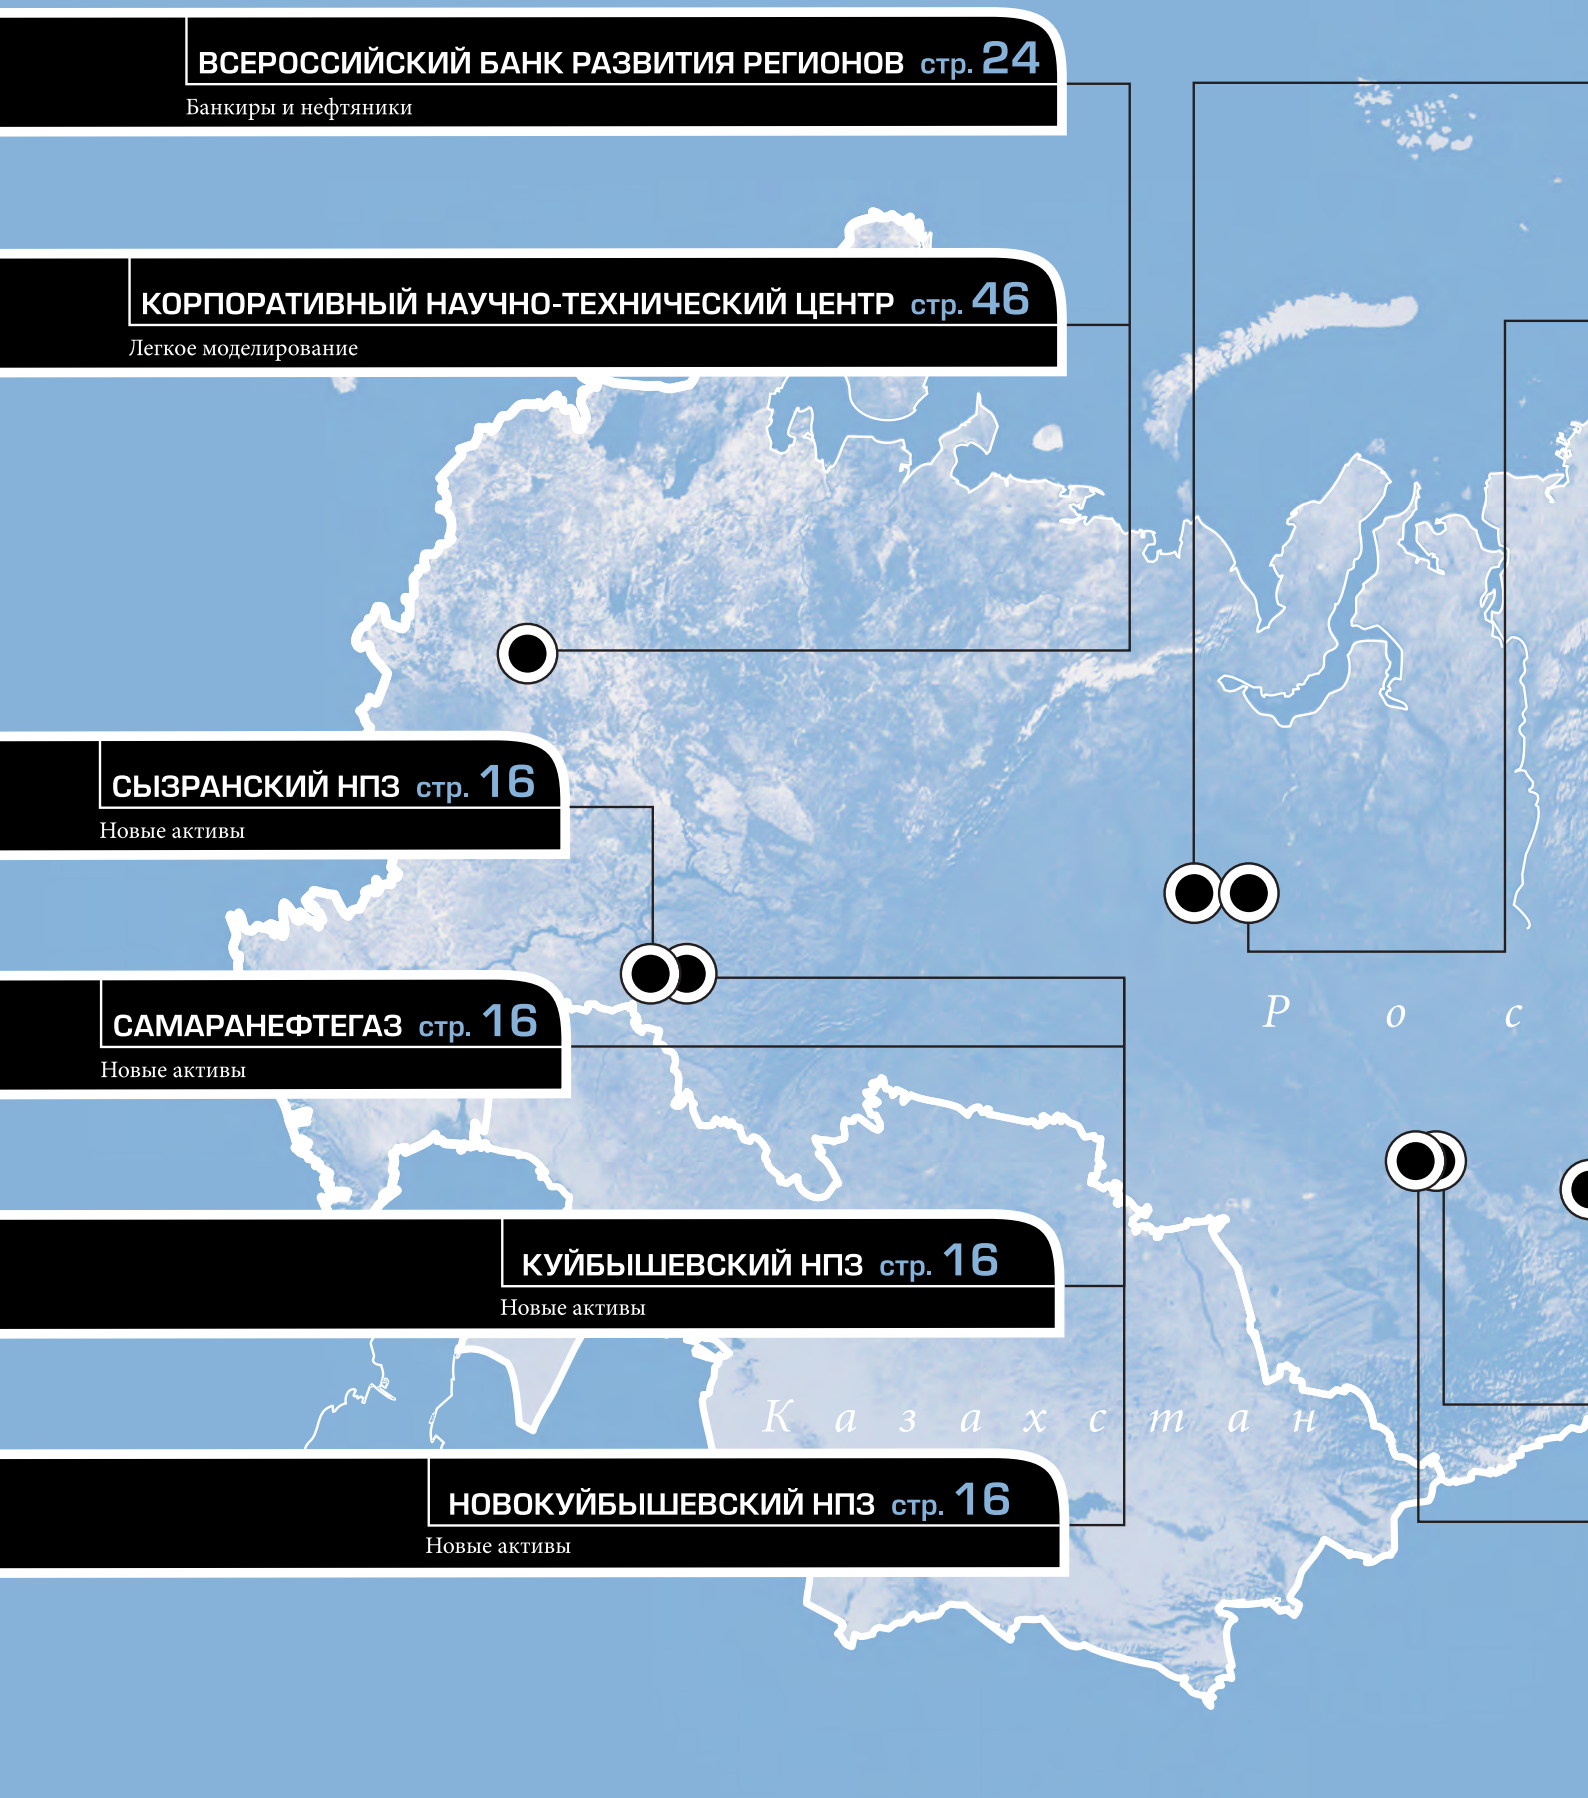 ВСЕРОССИЙСКИЙ БАНК РАЗВИТИЯ РЕГИОНОВ стр. 24
Банкиры и нефтяники
КОРПОРАТИВНЫЙ НАУЧНО-ТЕХНИЧЕСКИЙ ЦЕНТР стр. 46
Легкое моделирование
СЫЗРАНСКИЙ НПЗ стр. 16
Новые активы
САМАРАНЕФТЕГАЗ стр. 16
Новые активы
Р о с
КУЙБЫШЕВСКИЙ НПЗ стр. 16
Новые активы
Казахстан
НОВОКУЙБЫШЕВСКИЙ НПЗ стр. 16
Новые активы